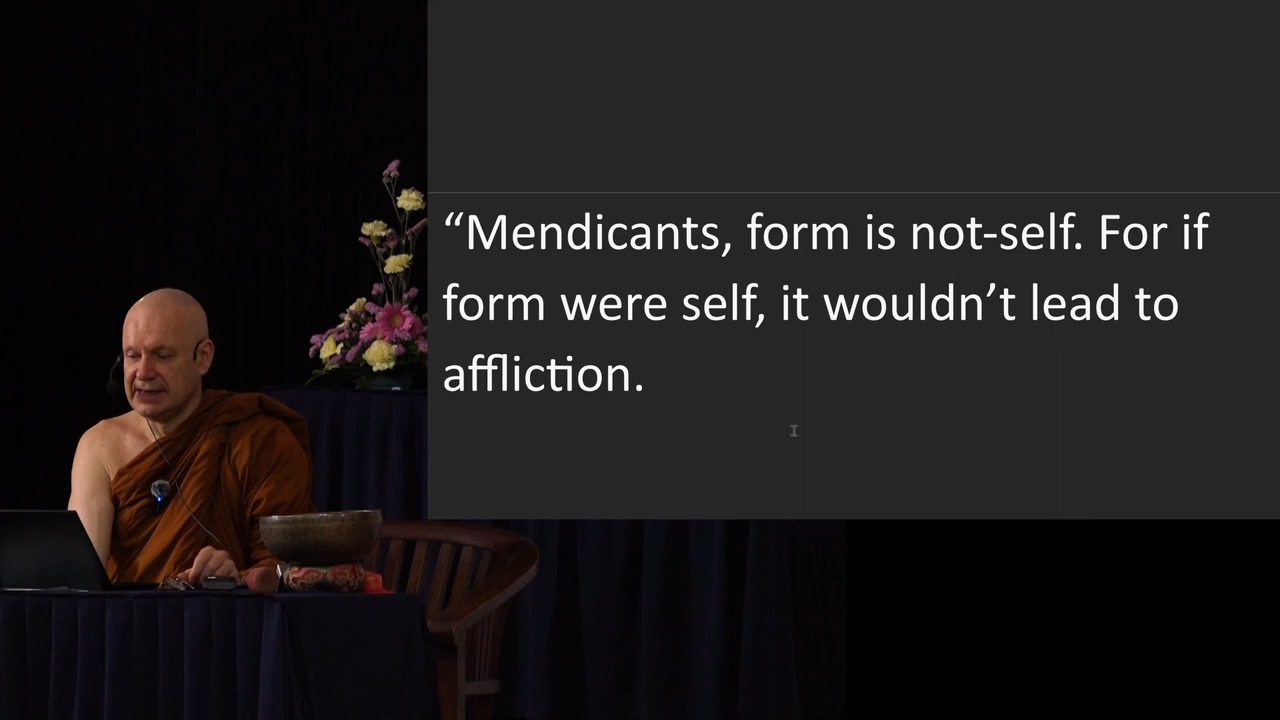 “Mendicants, form is not-self. For if
form were self, it wouldn’t lead to
affliction.